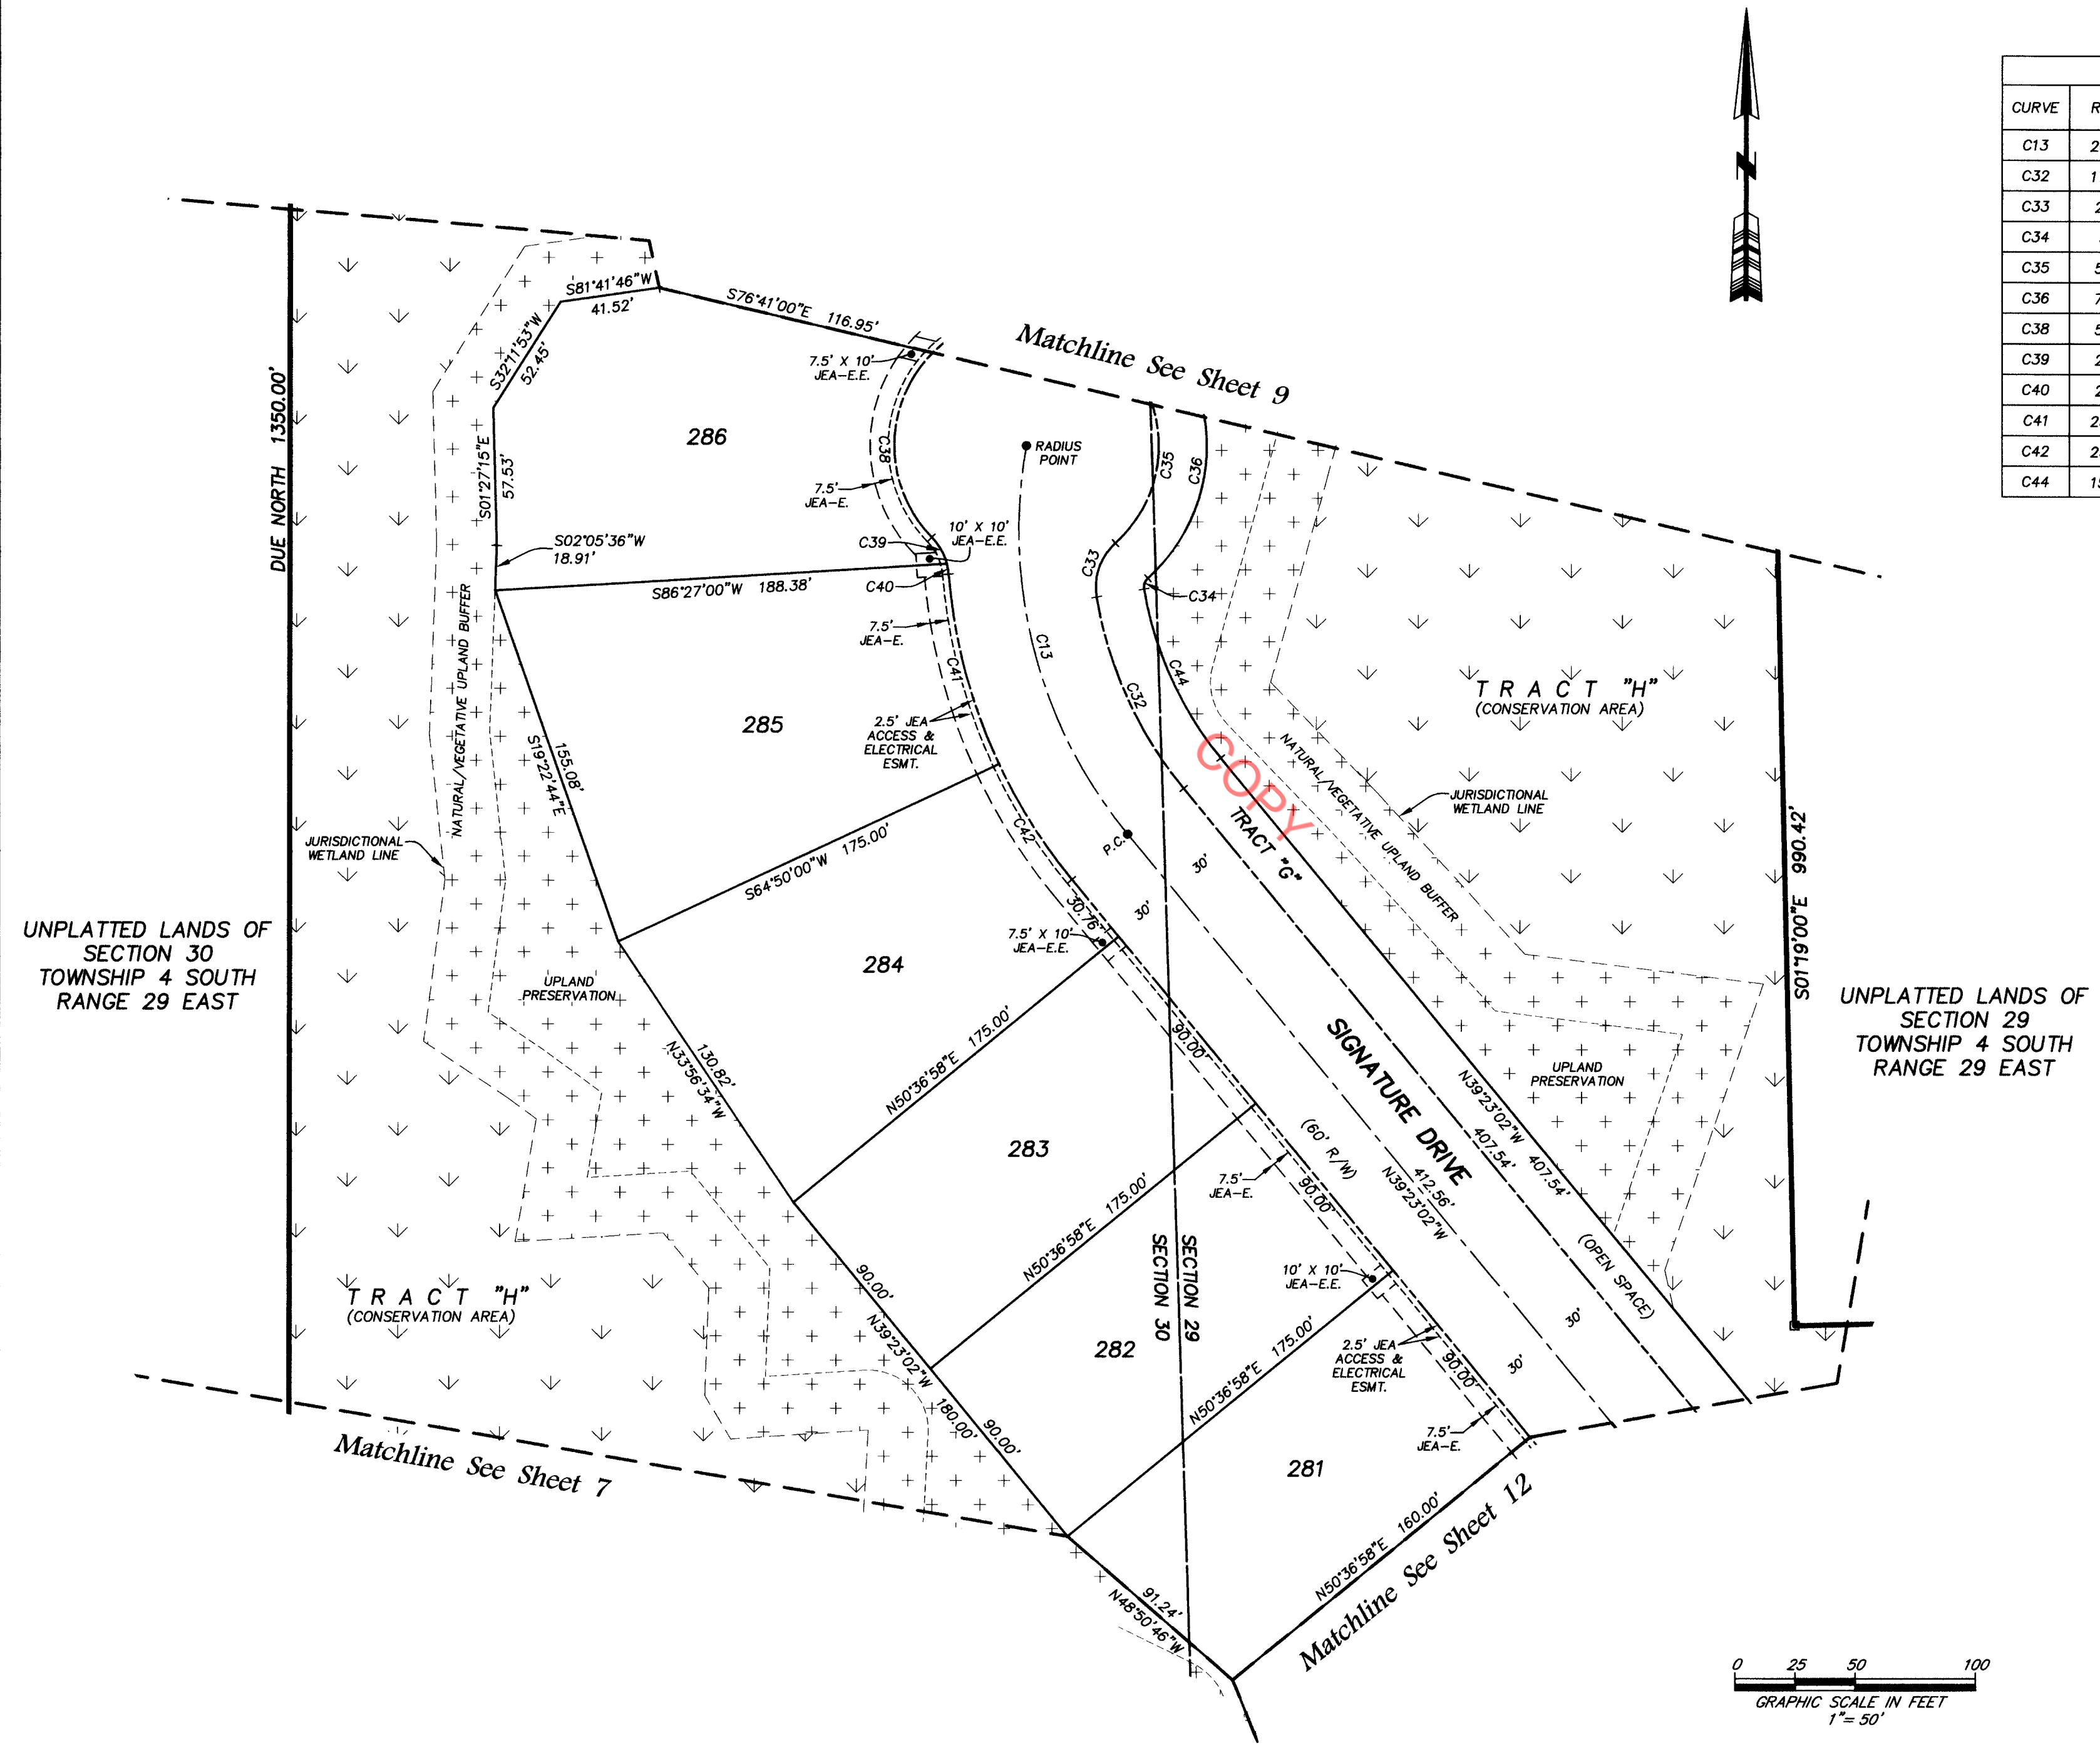 N
CURVE
C13
C32
C33
C34
C35
C36
C38
C39
C40
C41
C42
C44
Matchline See Sheet 9
S81°41'46"W
41.52'
S76°41'00"E 116.95'
S32°11'53"W
52.45'
S01°27'15"E
57.53'
S02°05'36"W
18.91'
DUE NORTH 1350.00'
286
7.5' X 10'
JEA-E.E.
C38
7.5'
JEA-E.
RADIUS
POINT
C35
C36
10' X 10'
JEA-E.E.
C39
C40
C33
C34
S86°27'00"W 188.38'
7.5'
JEA-E.
C41
C13
C32
C44
NATURAL/VEGETATIVE UPLAND BUFFER
285
2.5' JEA
ACCESS &
ELECTRICAL
ESMT.
155.08'
S19°22'44"E
T R A C T "H"
(CONSERVATION AREA)
COPY
NATURAL/VEGETATIVE UPLAND BUFFER
JURISDICTIONAL
WETLAND LINE
JURISDICTIONAL
WETLAND LINE
TRACT "G"
P.C.
C42
30'
30'
S64°50'00"W 175.00'
30.76'
7.5' X 10'
JEA-E.E.
284
UNPLATTED LANDS OF
SECTION 30
TOWNSHIP 4 SOUTH
RANGE 29 EAST
UPLAND
PRESERVATION
S01°19'00"E 990.42'
UNPLATTED LANDS OF
SECTION 29
TOWNSHIP 4 SOUTH
RANGE 29 EAST
130.82'
N33°56'34"W
N50°36'58"E 175.00'
90.00'
SIGNATURE DRIVE
(60' R/W)
N39°23'02"W 407.54'
407.54'
412.56'
N39°23'02"W
UPLAND
PRESERVATION
283
7.5'
JEA-E.
90.00'
N50°36'58"E 175.00'
SECTION 29
SECTION 30
(OPEN SPACE)
10' X 10'
JEA-E.E.
T R A C T "H"
(CONSERVATION AREA)
90.00'
N39°23'02"W 180.00'
90.00'
282
N50°36'58"E 175.00'
2.5' JEA
ACCESS &
ELECTRICAL
ESMT.
90.00'
30'
30'
7.5'
JEA-E.
281
Matchline See Sheet 7
N50°36'58"E 160.00'
Matchline See Sheet 12
91.24'
N48°50'46"W
0 25 50 100
GRAPHIC SCALE IN FEET
1"= 50'